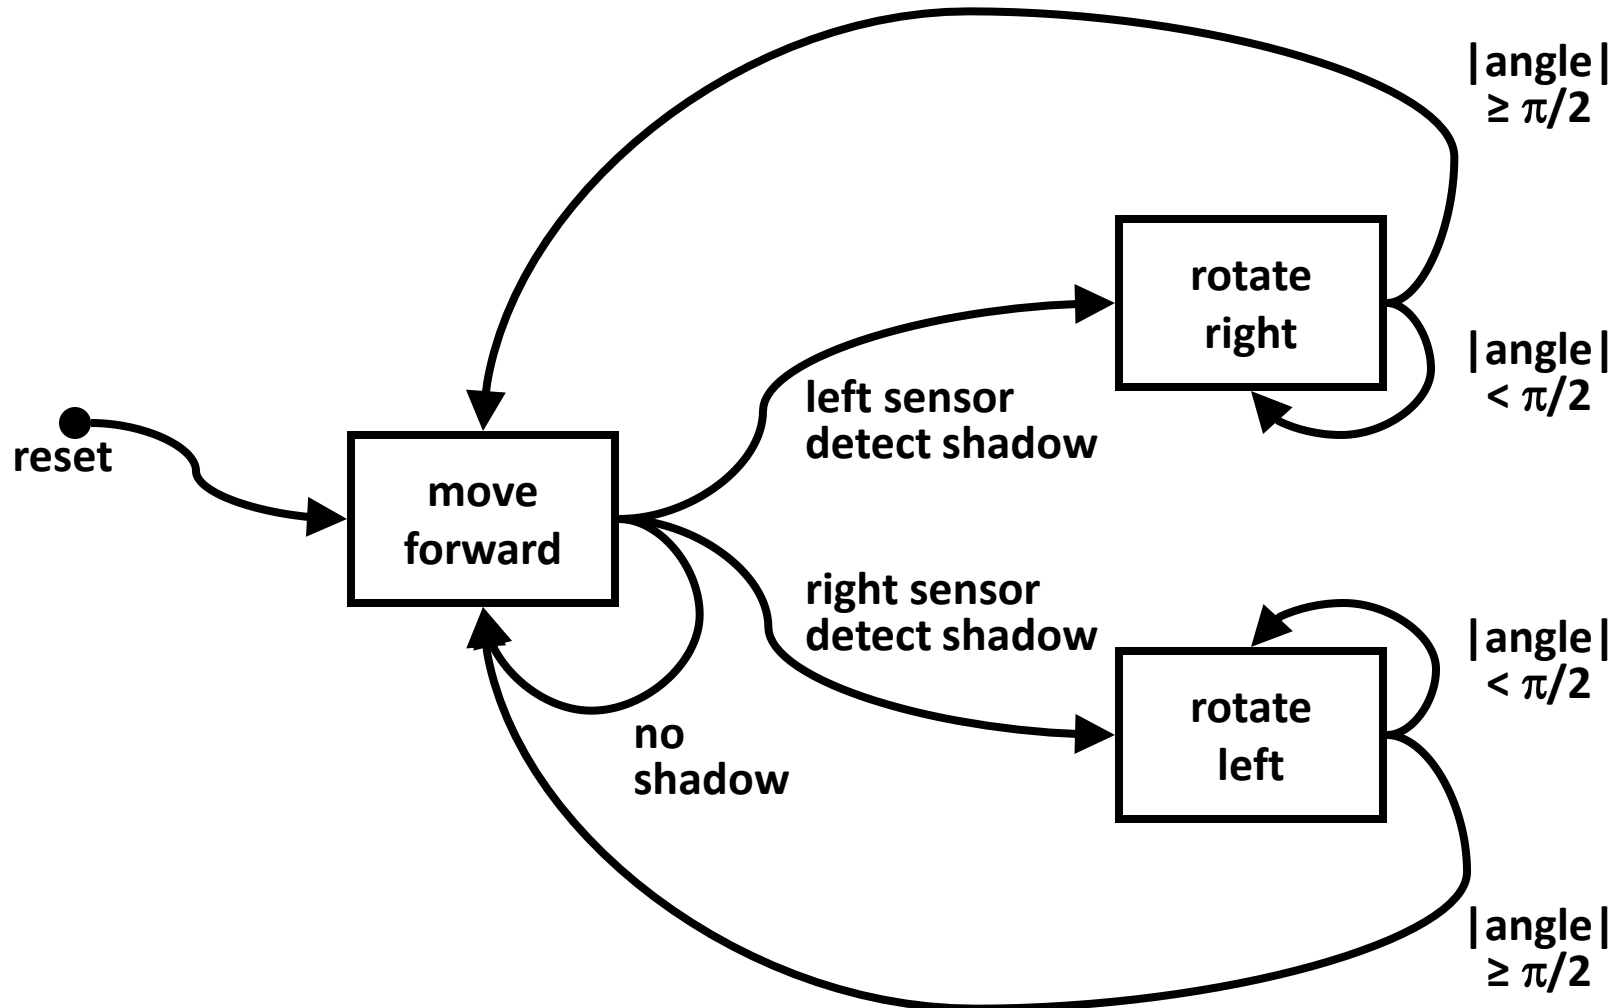 |angle|
≥ π/2
rotate
right
|angle|
< π/2
left sensor
detect shadow
reset
move
forward
right sensor
detect shadow
|angle|
< π/2
rotate
left
no
shadow
|angle|
≥ π/2